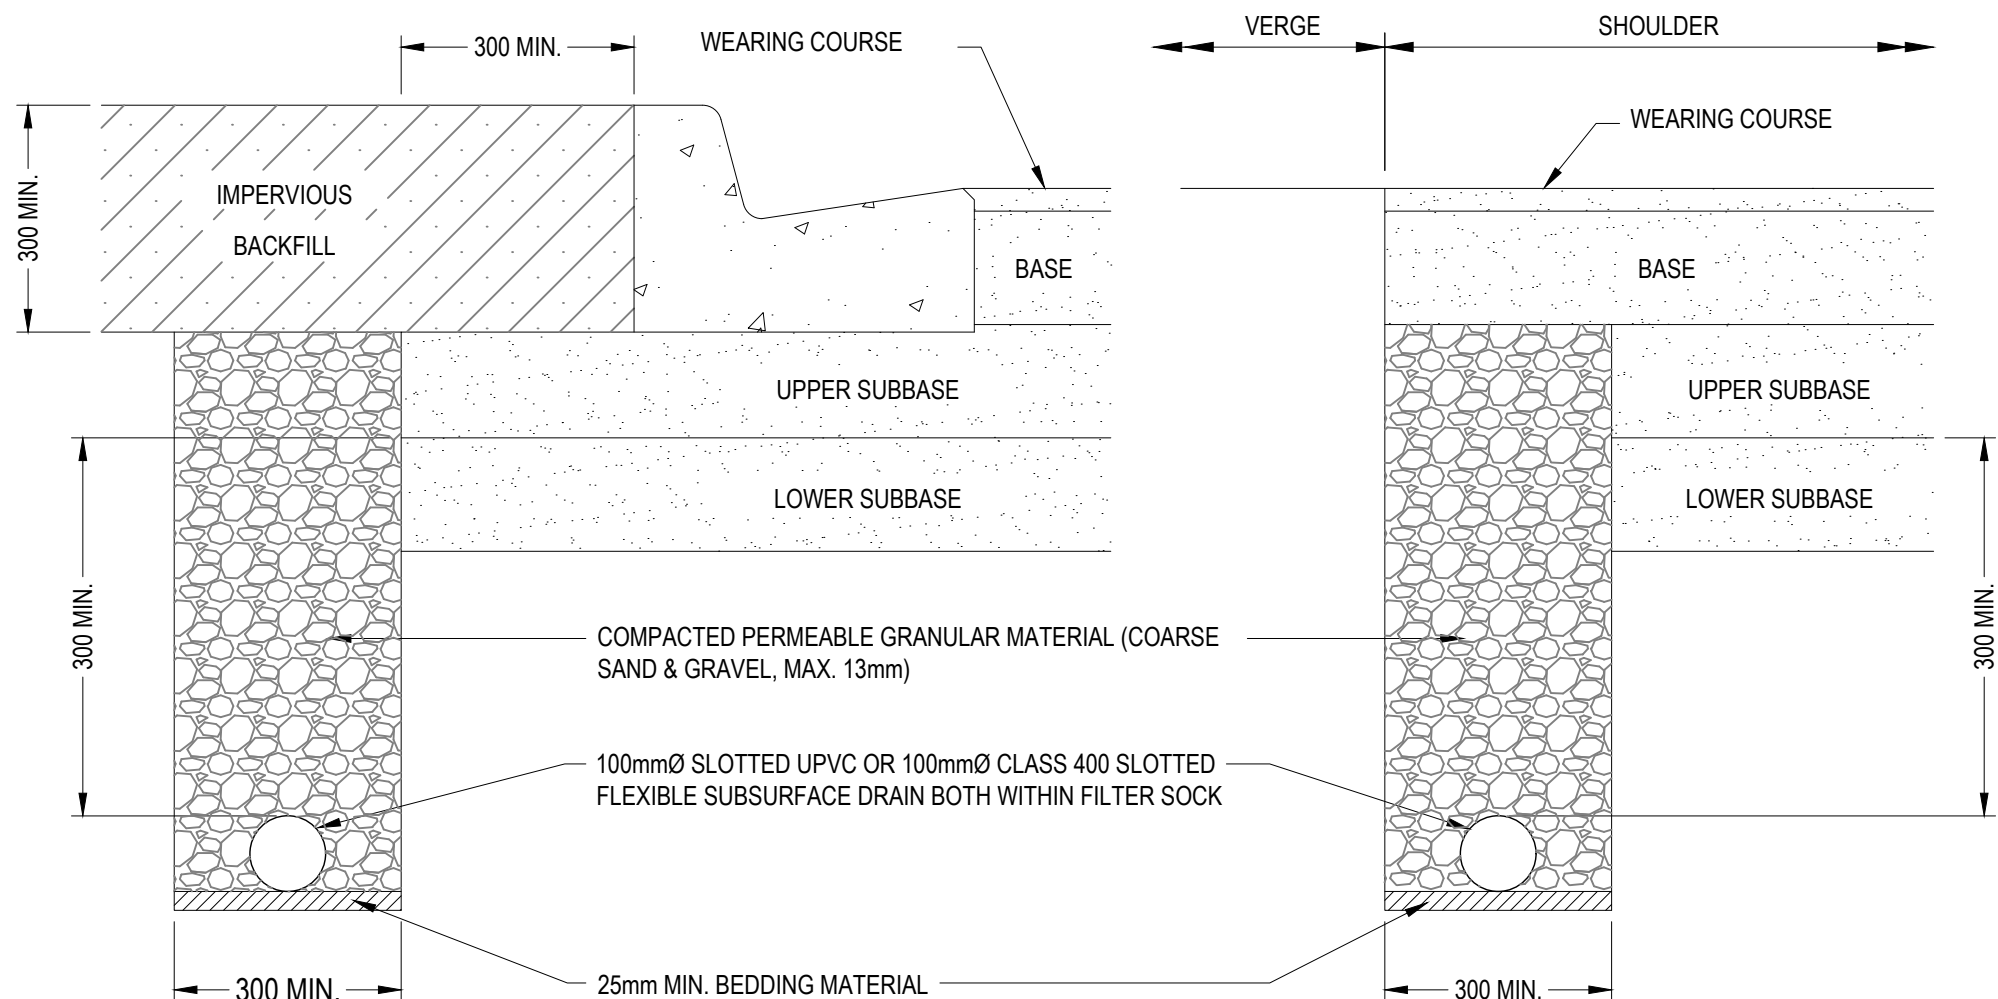 300 MIN.
WEARING COURSE
VERGE
SHOULDER
WEARING COURSE
300 MIN.
IMPERVIOUS
BACKFILL
BASE
BASE
UPPER SUBBASE
UPPER SUBBASE
LOWER SUBBASE
LOWER SUBBASE
300 MIN.
300 MIN.
COMPACTED PERMEABLE GRANULAR MATERIAL (COARSE
SAND & GRAVEL, MAX. 13mm)
100mmØ SLOTTED UPVC OR 100mmØ CLASS 400 SLOTTED
FLEXIBLE SUBSURFACE DRAIN BOTH WITHIN FILTER SOCK
25mm MIN. BEDDING MATERIAL
300 MIN.
300 MIN.